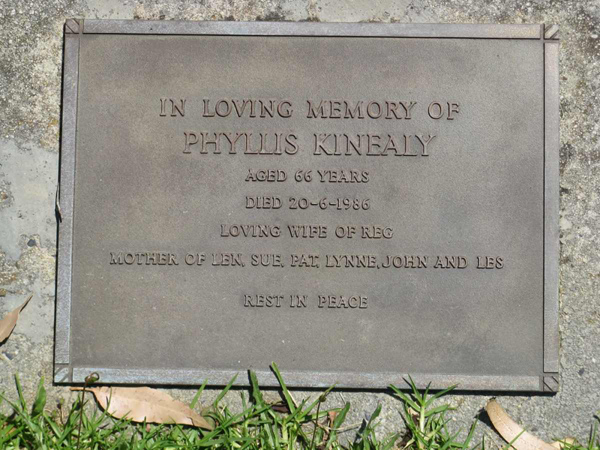 IN LOVING MEMORY OF
PHYLLIS KINEALY
AGED 66 YEARS
DIED 20-6-1986
LOVING WIFE OF REG
MOTHER OF LEN, SUE, PAT, LYNNE, JOHN AND LES
REST IN PEACE